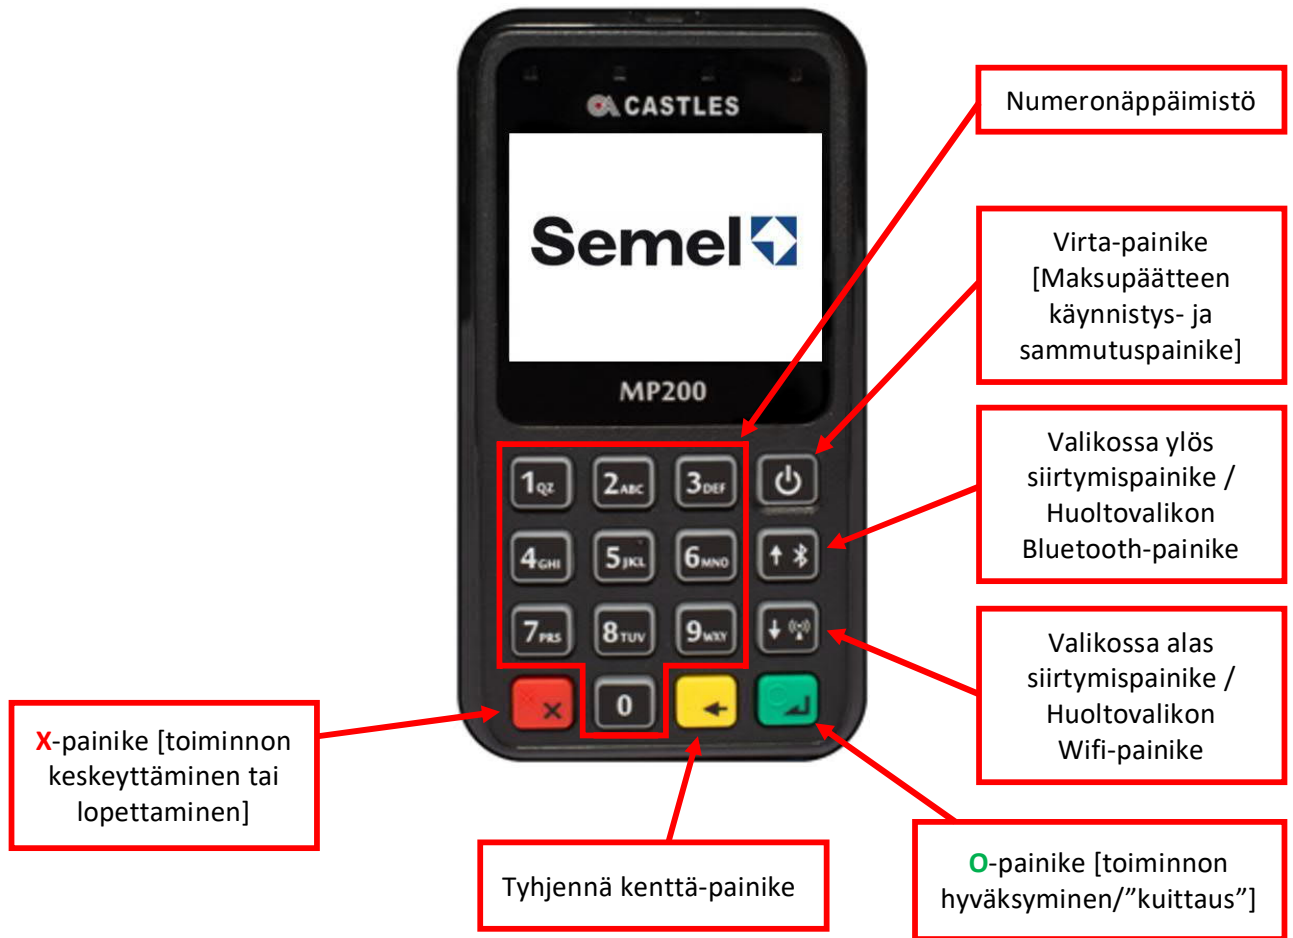 CASTLES
Semel
MP200
1QZ 2ABC 3DEF
4GHI 5JKL 6MNO
7PRS 8TUV 9WXY
0
Numeronäppäimistö
Virta-painike
[Maksupäätteen
käynnistys- ja
sammutuspainike]
Valikossa ylös
siirtymispainike /
Huoltovalikon
Bluetooth-painike
Valikossa alas
siirtymispainike /
Huoltovalikon
Wifi-painike
X-painike [toiminnon
keskeyttäminen tai
lopettaminen]
Tyhjennä kenttä-painike
O-painike [toiminnon
hyväksyminen/”kuittaus”]